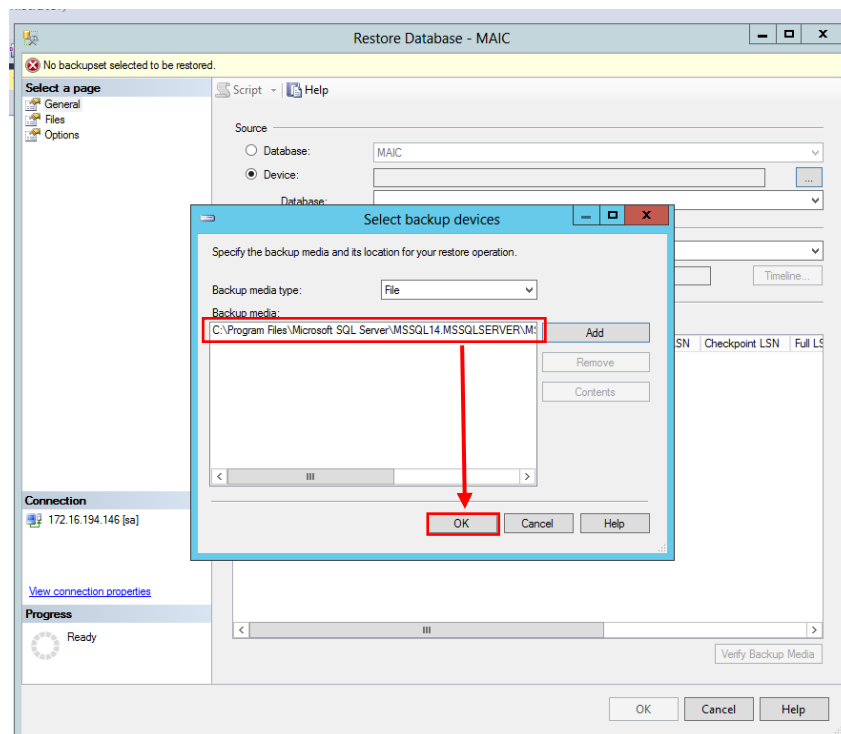 Restore Database - MAIC
No backupset selected to be restored.
Select a page
General
Files
Options
Script
Help
Source
Database:
MAIC
Device:
...
Database:
Select backup devices
Specify the backup media and its location for your restore operation.
Backup media type:
File
Backup media:
C:\Program Files\Microsoft SQL Server\MSSQL14.MSSQLSERVER\MS
Add
Remove
Contents
OK
Cancel
Help
Timeline...
LSN Checkpoint LSN Full LS
Connection
172.16.194.146 [sa]
View connection properties
Progress
Ready
Verify Backup Media
OK
Cancel
Help